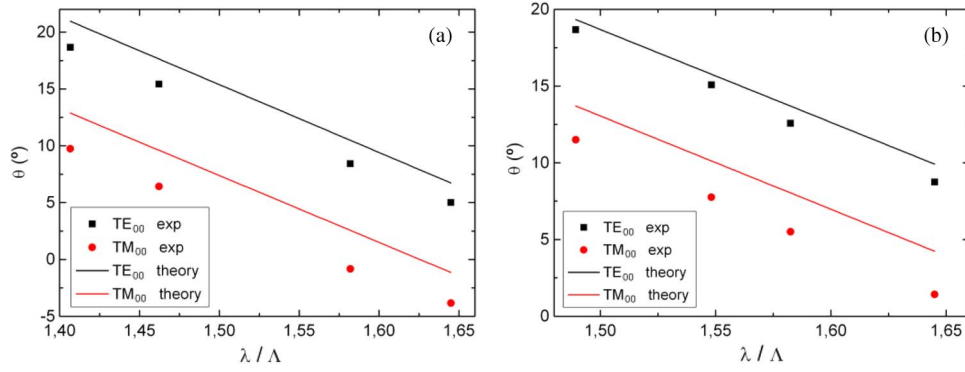 (a)
20
15
10
5
0
-5
θ (º)
TE00 exp
TM00 exp
TE00 theory
TM00 theory
1,40 1,45 1,50 1,55 1,60 1,65
λ / Λ
(b)
20
15
10
5
0
θ (º)
TE00 exp
TM00 exp
TE00 theory
TM00 theory
1,50 1,55 1,60 1,65
λ / Λ